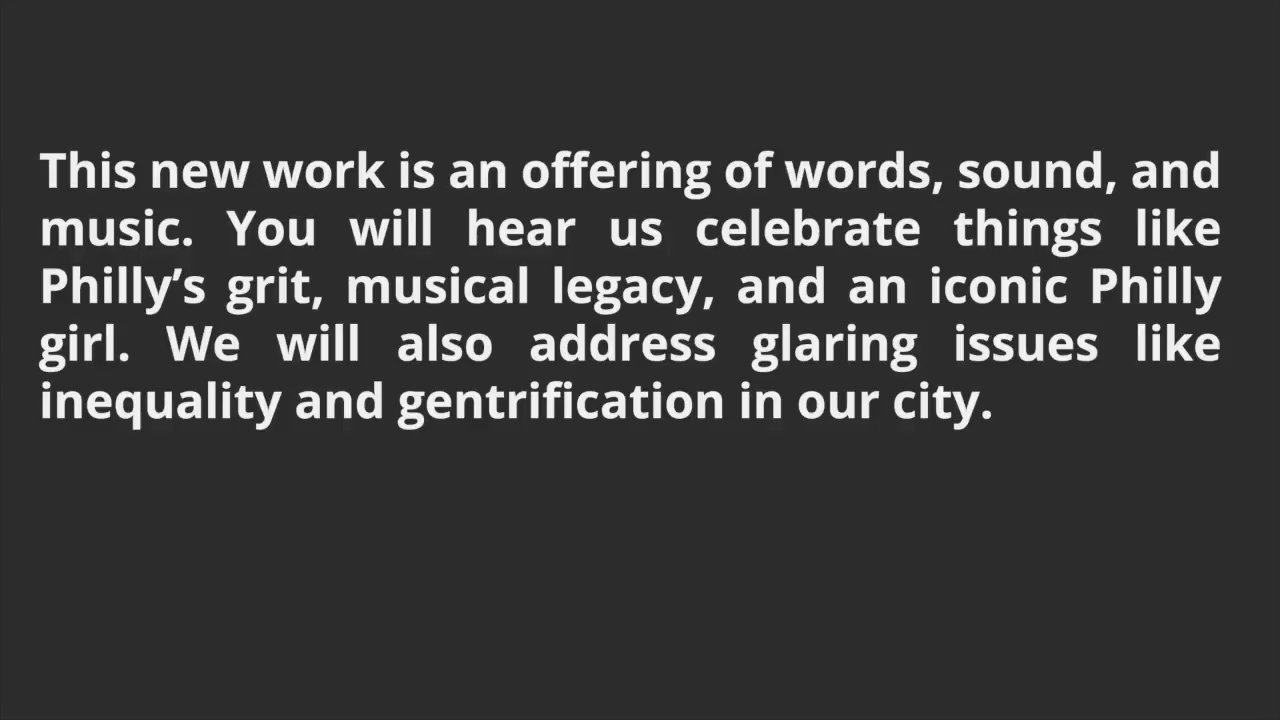 This new work is an offering of words, sound, and
music. You will hear us celebrate things like
Philly’s grit, musical legacy, and an iconic Philly
girl. We will also address glaring issues like
inequality and gentrification in our city.